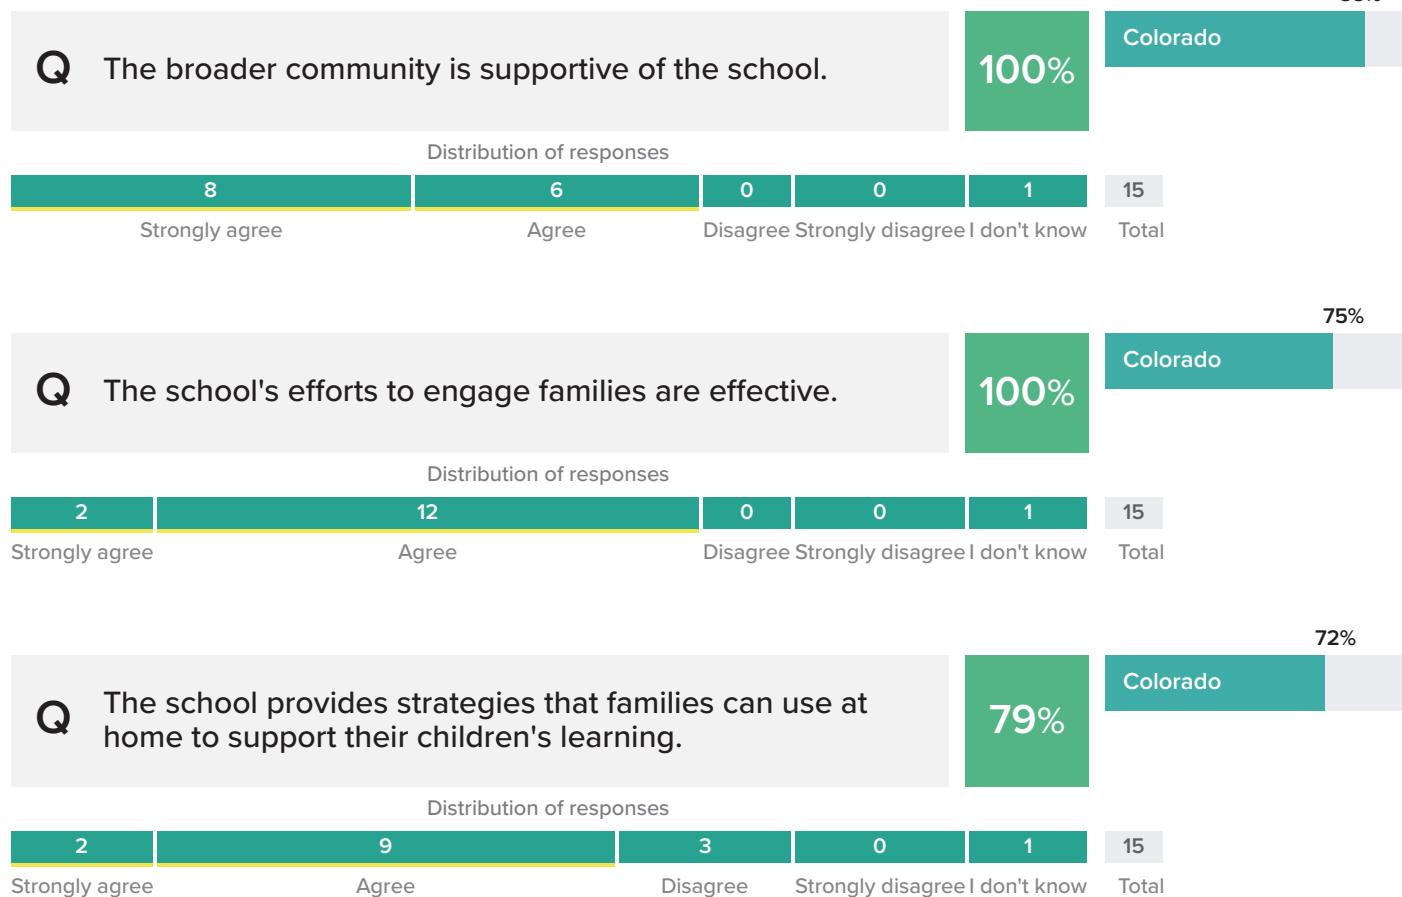 Q The broader community is supportive of the school.
100%
Colorado
Distribution of responses
8 6 0 0 1 15
Strongly agree Agree Disagree Strongly disagree I don't know Total
75%
Q The school's efforts to engage families are effective.
100%
Colorado
Distribution of responses
2 12 0 0 1 15
Strongly agree Agree Disagree Strongly disagree I don't know Total
72%
Q The school provides strategies that families can use at
home to support their children's learning.
79%
Colorado
Distribution of responses
2 9 3 0 1 15
Strongly agree Agree Disagree Strongly disagree I don't know Total